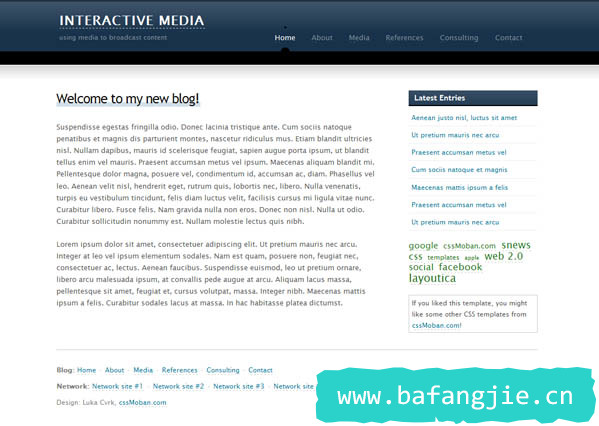 INTERACTIVE MEDIA
using media to broadcast content
Home About Media References Consulting Contact
Welcome to my new blog!
Suspendisse egestas fringilla odio. Donec lacinia tristique ante. Cum sociis natoque
penatibus et magnis dis parturient montes, nascetur ridiculus mus. Etiam blandit ultricies
nisl. Nullam dapibus, mauris id scelerisque feugiat, sapien augue porta ipsum, ut blandit
tellus enim vel mauris. Praesent accumsan metus vel ipsum. Maecenas aliquam blandit mi.
Pellentesque dolor magna, posuere vel, condimentum id, accumsan ac, diam. Phasellus vel
leo. Aenean velit nisl, hendrerit eget, rutrum quis, lobortis nec, libero. Nulla venenatis,
turpis eu vestibulum tincidunt, felis diam luctus velit, facilisis cursus mi ligula vitae nunc.
Curabitur libero. Fusce felis. Nam gravida nulla non eros. Donec non nisl. Nulla ut odio.
Curabitur sollicitudin nonummy est. Nullam molestie lectus quis nibh.
Lorem ipsum dolor sit amet, consectetuer adipiscing elit. Ut pretium mauris nec arcu.
Integer at leo vel ipsum elementum sodales. Nam est quam, posuere non, feugiat nec,
consectetuer ac, lectus. Aenean faucibus. Suspendisse euismod, leo ut pretium ornare,
libero arcu malesuada ipsum, at convallis pede augue at arcu. Aliquam lacus massa,
pellentesque sit amet, feugiat et, cursus volutpat, massa. Integer nibh. Maecenas mattis
ipsum a felis. Curabitur sodales lacus at massa. In hac habitasse platea dictumst.
Latest Entries
Aenean justo nisl, luctus sit amet
Ut pretium mauris nec arcu
Praesent accumsan metus vel
Cum sociis natoque et magnis
Maecenas mattis ipsum a felis
Praesent accumsan metus vel
Ut pretium mauris nec arcu
google cssMoban.com snews
css templates apple web 2.0
social facebook
layoutica
If you liked this template, you might
like some other CSS templates from
cssMoban.com!
Blog: Home · About · Media · References · Consulting · Contact
Network: Network site #1 · Network site #2 · Network site #3 · Network site
Design: Luka Cvrk, cssMoban.com
www.bafangjie.cn